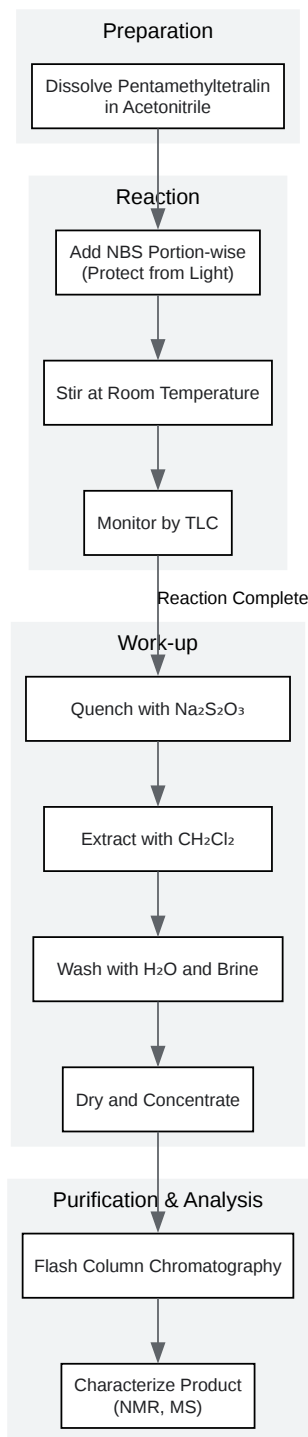 Preparation
Dissolve Pentamethyltetralin
in Acetonitrile
Reaction
Add NBS Portion-wise
(Protect from Light)
Stir at Room Temperature
Monitor by TLC
Reaction Complete
Work-up
Quench with Na₂S₂O₃
Extract with CH₂Cl₂
Wash with H₂O and Brine
Dry and Concentrate
Purification & Analysis
Flash Column Chromatography
Characterize Product
(NMR, MS)